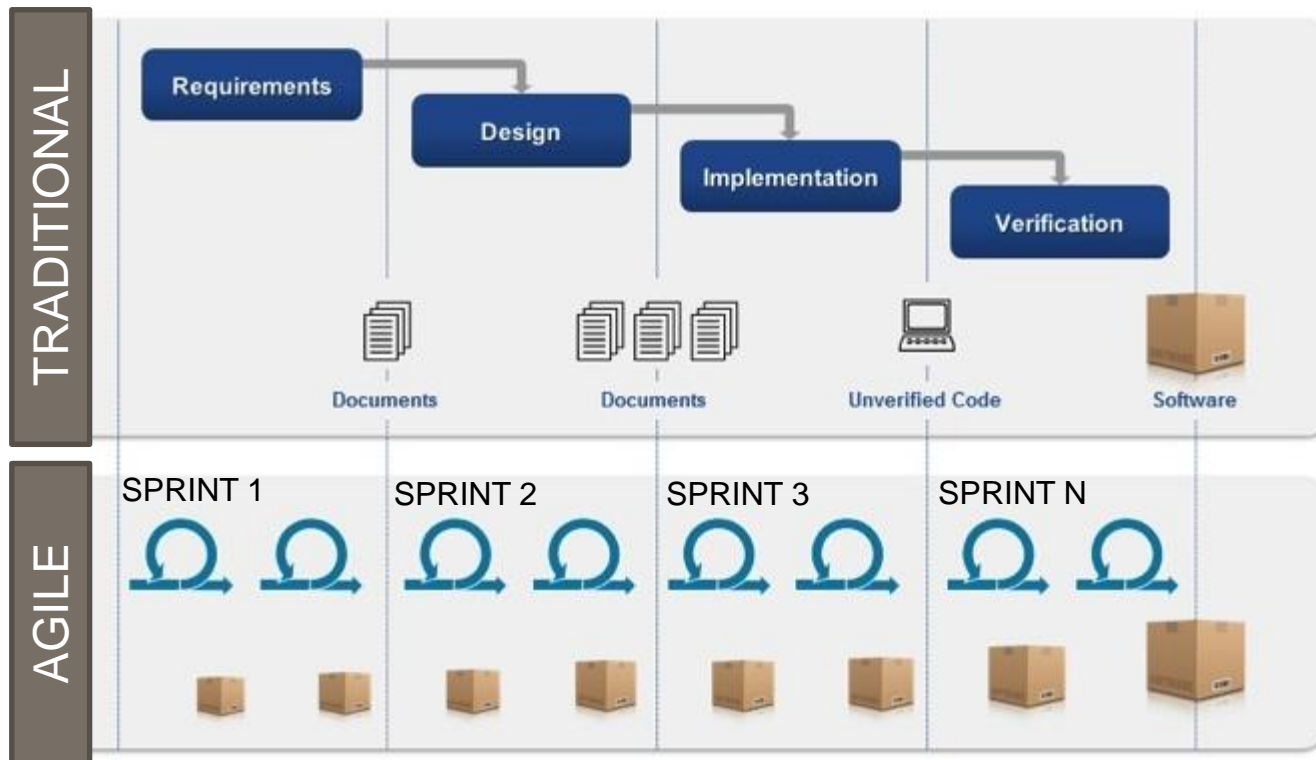 TRADITIONAL
Requirements
Design
Implementation
Verification
Documents
Documents
Unverified Code
Software
AGILE
SPRINT 1
SPRINT 2
SPRINT 3
SPRINT N